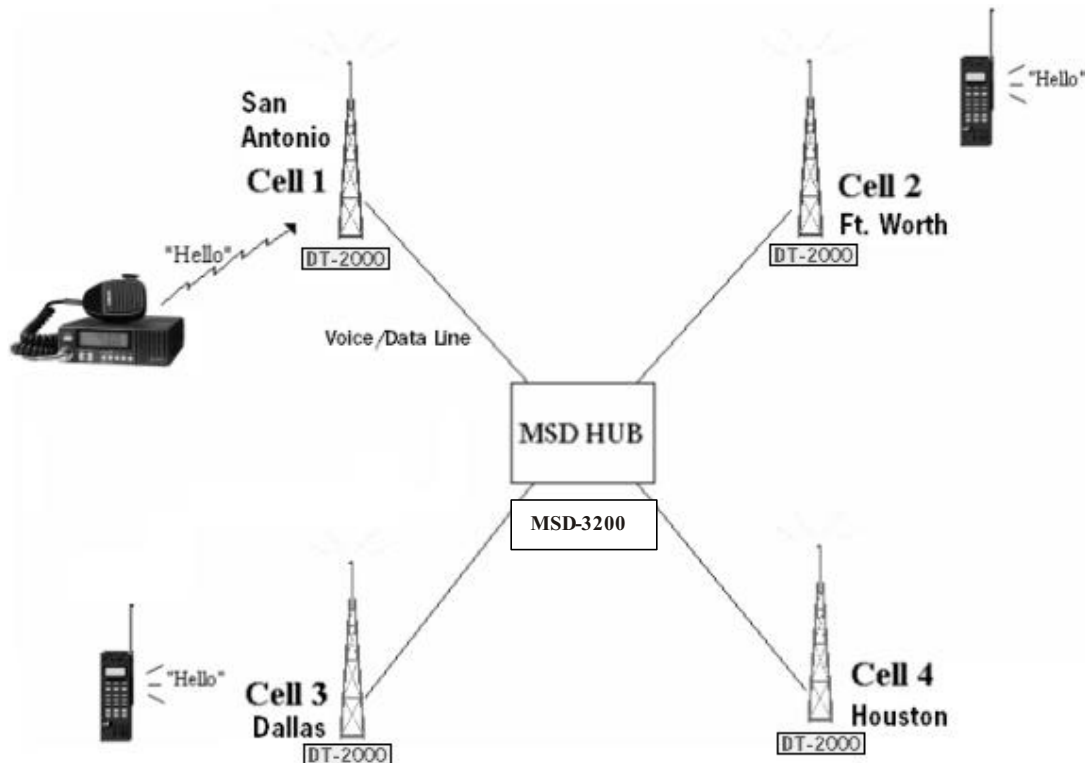 San
Antonio
Cell 1
DT-2000
"Hello"
Cell 2
Ft. Worth
DT-2000
"Hello"
Voice/Data Line
MSD HUB
MSD-3200
"Hello"
Cell 3
Dallas
DT-2000
Cell 4
Houston
DT-2000